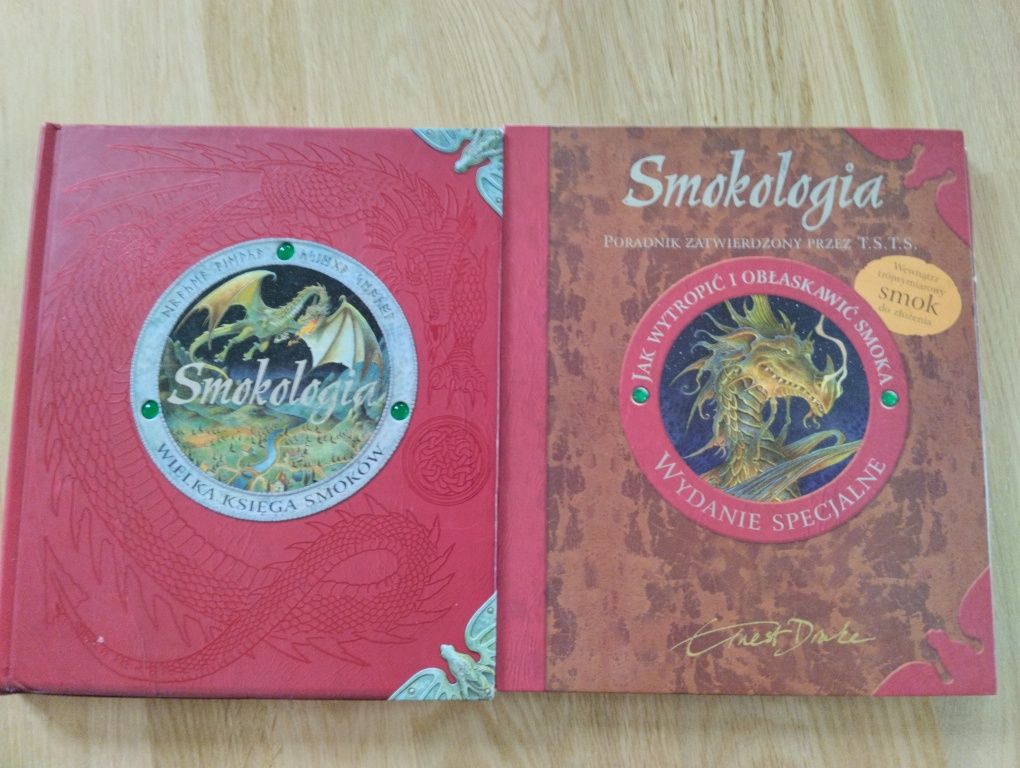 Smokologia
WIELKA KSIĘGA SMOKÓW
Smokologia
PORADNIK ZATWIERDZONY PRZEZ T.S.T.S.
Wewnątrz
trójwymiarowy
smok
do złożenia
JAK WYTROPIĆ I OBŁASKAWIĆ SMOKA
WYDANIE SPECJALNE
Ernest Drake